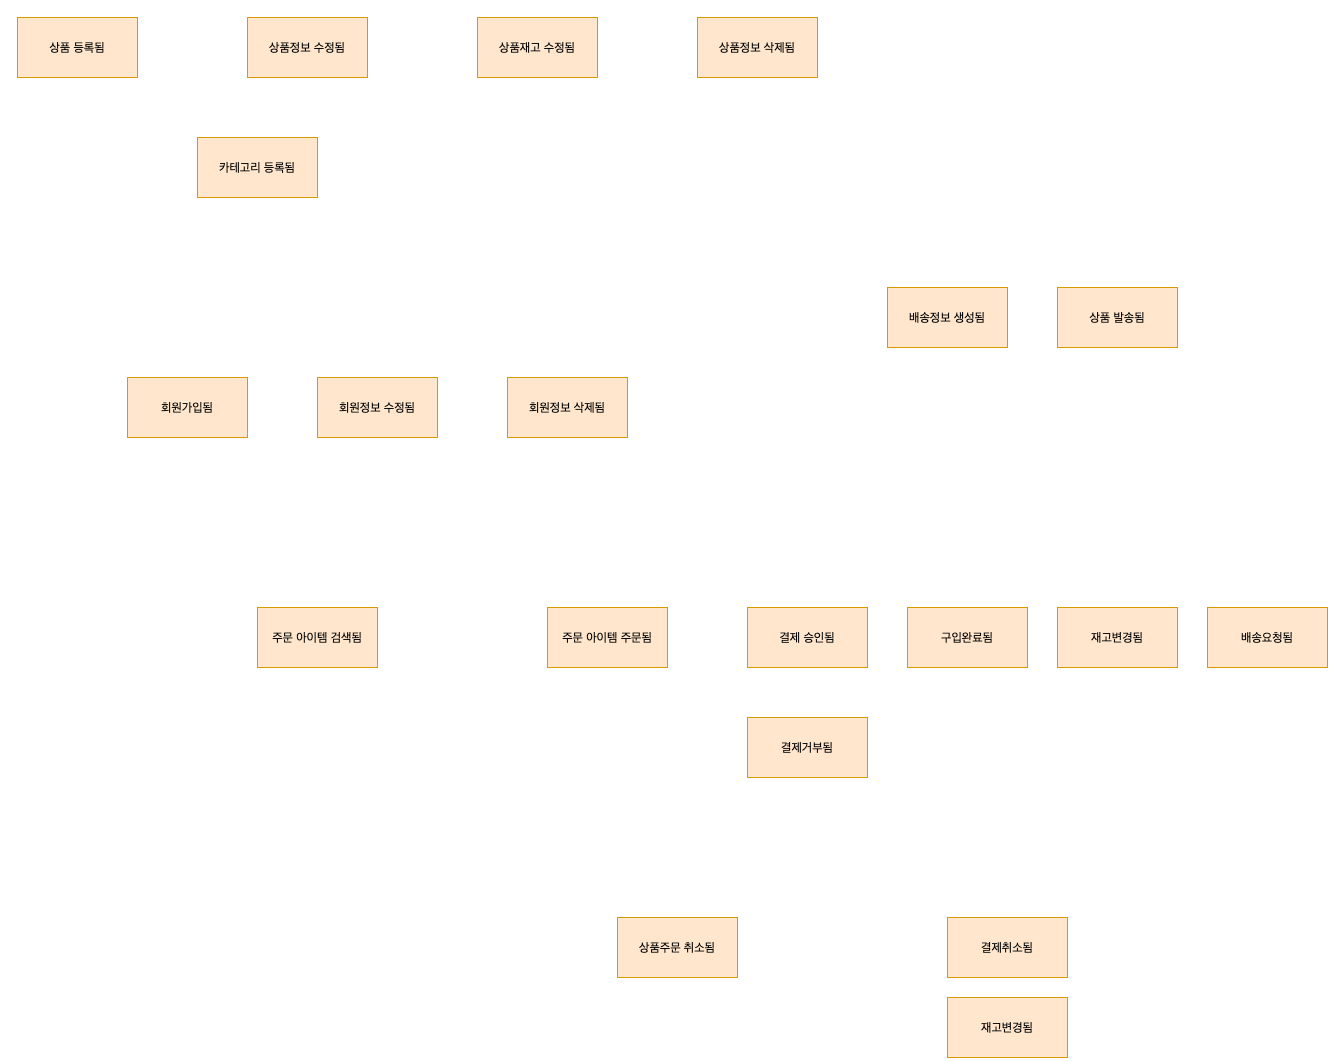 상품 등록됨
상품정보 수정됨
상품재고 수정됨
상품정보 삭제됨
카테고리 등록됨
배송정보 생성됨
상품 발송됨
회원가입됨
회원정보 수정됨
회원정보 삭제됨
주문 아이템 검색됨
주문 아이템 주문됨
결제 승인됨
구입완료됨
재고변경됨
배송요청됨
결제거부됨
상품주문 취소됨
결제취소됨
재고변경됨